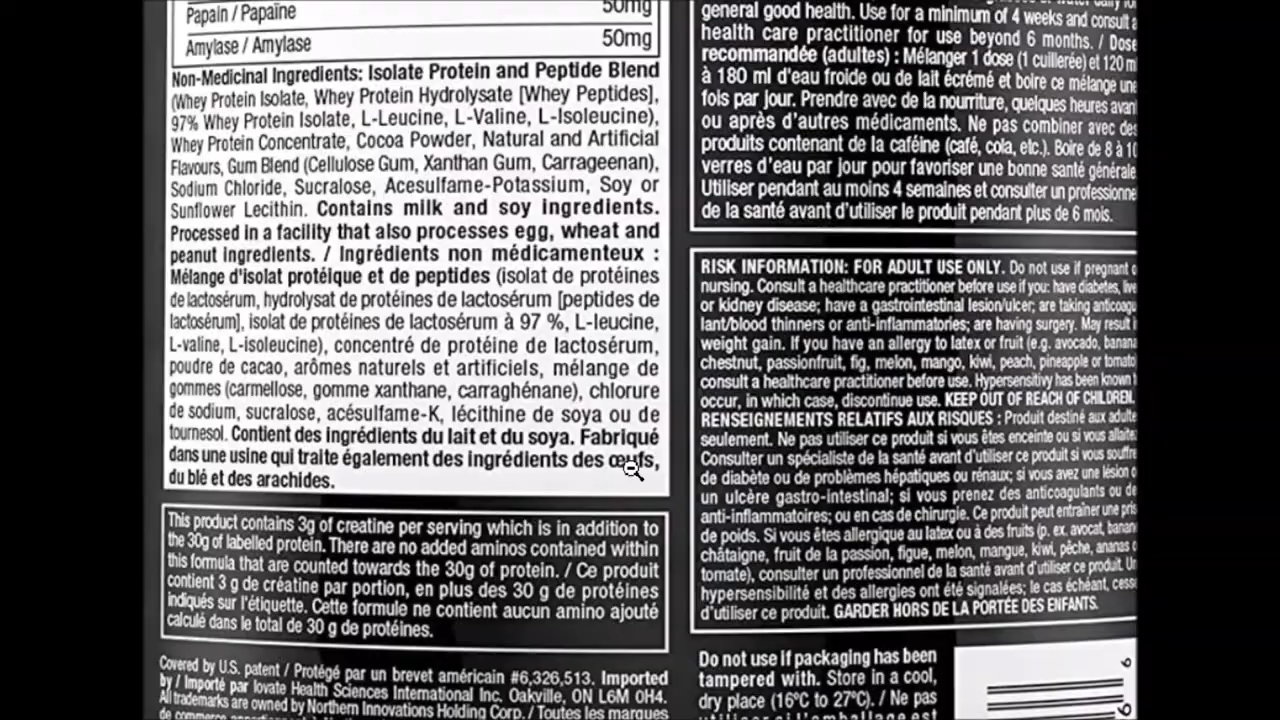 Papain / Papaïne 50mg
Amylase / Amylase 50mg
Non-Medicinal Ingredients: Isolate Protein and Peptide Blend
(Whey Protein Isolate, Whey Protein Hydrolysate [Whey Peptides],
97% Whey Protein Isolate, L-Leucine, L-Valine, L-Isoleucine),
Whey Protein Concentrate, Cocoa Powder, Natural and Artificial
Flavours, Gum Blend (Cellulose Gum, Xanthan Gum, Carrageenan),
Sodium Chloride, Sucralose, Acesulfame-Potassium, Soy or
Sunflower Lecithin. Contains milk and soy ingredients.
Processed in a facility that also processes egg, wheat and
peanut ingredients. / Ingrédients non médicamenteux :
Mélange d'isolat protéique et de peptides (isolat de protéines
de lactosérum, hydrolysat de protéines de lactosérum [peptides de
lactosérum], isolat de protéines de lactosérum à 97 %, L-leucine,
L-valine, L-isoleucine), concentré de protéine de lactosérum,
poudre de cacao, arômes naturels et artificiels, mélange de
gommes (carmellose, gomme xanthane, carraghénane), chlorure
de sodium, sucralose, acésulfame-K, lécithine de soya ou de
tournesol. Contient des ingrédients du lait et du soya. Fabriqué
dans une usine qui traite également des ingrédients des œufs,
du blé et des arachides.
This product contains 3g of creatine per serving which is in addition to
the 30g of labelled protein. There are no added aminos contained within
this formula that are counted towards the 30g of protein. / Ce produit
contient 3 g de créatine par portion, en plus des 30 g de protéines
indiqués sur l'étiquette. Cette formule ne contient aucun amino ajouté
calculé dans le total de 30 g de protéines.
Covered by U.S. patent / Protégé par un brevet américain #6,326,513. Imported
by / Importé par Iovate Health Sciences International Inc. Oakville, ON L6M 0H4.
All trademarks are owned by Northern Innovations Holding Corp. / Toutes les marques
de commerce
general good health. Use for a minimum of 4 weeks and consult a
health care practitioner for use beyond 6 months. / Dose
recommandée (adultes) : Mélanger 1 dose (1 cuillerée) et 120 m
à 180 ml d'eau froide ou de lait écrémé et boire ce mélange une
fois par jour. Prendre avec de la nourriture, quelques heures avan
ou après d'autres médicaments. Ne pas combiner avec des
produits contenant de la caféine (café, cola, etc.). Boire de 8 à 10
verres d'eau par jour pour favoriser une bonne santé générale.
Utiliser pendant au moins 4 semaines et consulter un professionne
de la santé avant d'utiliser le produit pendant plus de 6 mois.
RISK INFORMATION: FOR ADULT USE ONLY. Do not use if pregnant o
nursing. Consult a healthcare practitioner before use if you: have diabetes, live
or kidney disease; have a gastrointestinal lesion/ulcer; are taking anticoagu
lant/blood thinners or anti-inflammatories; are having surgery. May result i
weight gain. If you have an allergy to latex or fruit (e.g. avocado, banana
chestnut, passionfruit, fig, melon, mango, kiwi, peach, pineapple or tomato
consult a healthcare practitioner before use. Hypersensitivy has been known t
occur, in which case, discontinue use. KEEP OUT OF REACH OF CHILDREN.
RENSEIGNEMENTS RELATIFS AUX RISQUES : Produit destiné aux adulte
seulement. Ne pas utiliser ce produit si vous êtes enceinte ou si vous allaite
Consulter un spécialiste de la santé avant d'utiliser ce produit si vous souffre
de diabète ou de problèmes hépatiques ou rénaux; si vous avez une lésion o
un ulcère gastro-intestinal; si vous prenez des anticoagulants ou de
anti-inflammatoires; ou en cas de chirurgie. Ce produit peut entraîner une pris
de poids. Si vous êtes allergique au latex ou à des fruits (p. ex. avocat, banan
châtaigne, fruit de la passion, figue, melon, mangue, kiwi, pêche, ananas o
tomate), consulter un professionnel de la santé avant d'utiliser ce produit. Un
hypersensibilité et des allergies ont été signalées; le cas échéant, cess
d'utiliser ce produit. GARDER HORS DE LA PORTÉE DES ENFANTS.
Do not use if packaging has been
tampered with. Store in a cool,
dry place (16°C to 27°C). / Ne pas
utiliser si l'emballage est